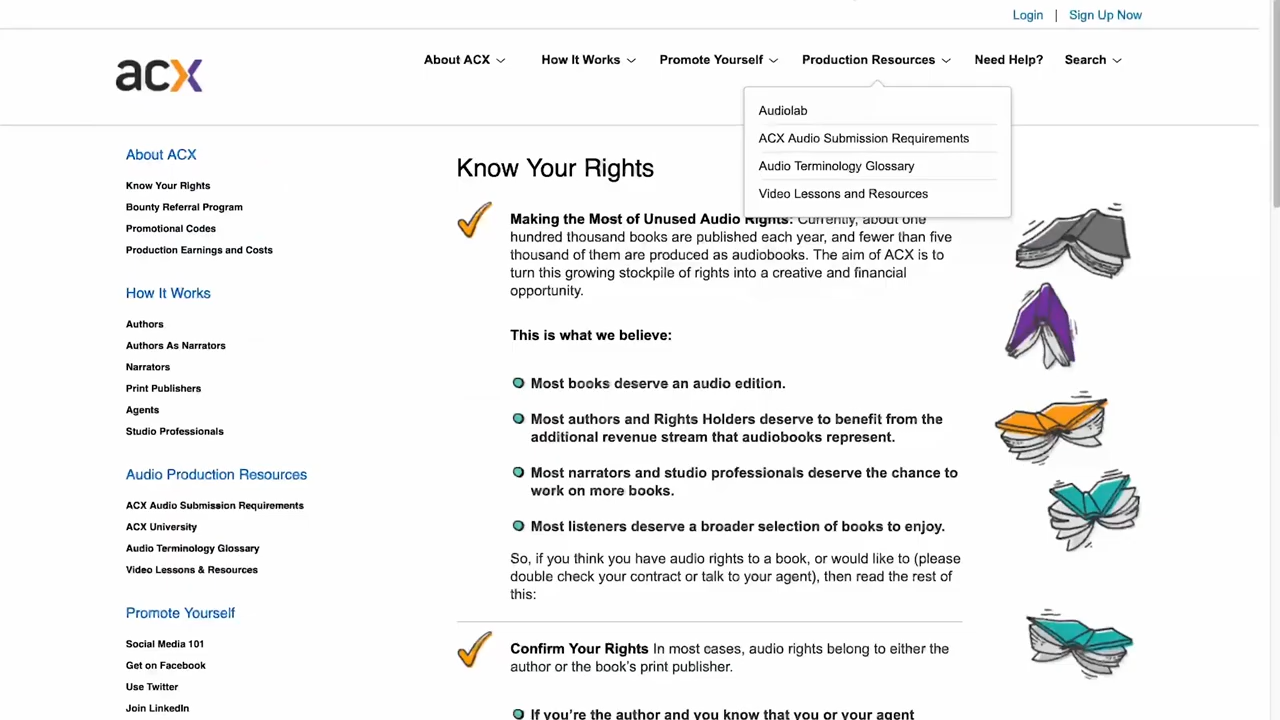 Login | Sign Up Now
acx
About ACX
How It Works
Promote Yourself
Production Resources
Need Help?
Search
Audiolab
ACX Audio Submission Requirements
Audio Terminology Glossary
Video Lessons and Resources
About ACX
Know Your Rights
Bounty Referral Program
Promotional Codes
Production Earnings and Costs
How It Works
Authors
Authors As Narrators
Narrators
Print Publishers
Agents
Studio Professionals
Audio Production Resources
ACX Audio Submission Requirements
ACX University
Audio Terminology Glossary
Video Lessons & Resources
Promote Yourself
Social Media 101
Get on Facebook
Use Twitter
Join LinkedIn
Know Your Rights
Making the Most of Unused Audio Rights: Currently, about one
hundred thousand books are published each year, and fewer than five
thousand of them are produced as audiobooks. The aim of ACX is to
turn this growing stockpile of rights into a creative and financial
opportunity.
This is what we believe:
Most books deserve an audio edition.
Most authors and Rights Holders deserve to benefit from the
additional revenue stream that audiobooks represent.
Most narrators and studio professionals deserve the chance to
work on more books.
Most listeners deserve a broader selection of books to enjoy.
So, if you think you have audio rights to a book, or would like to (please
double check your contract or talk to your agent), then read the rest of
this:
Confirm Your Rights In most cases, audio rights belong to either the
author or the book's print publisher.
If you're the author and you know that you or your agent